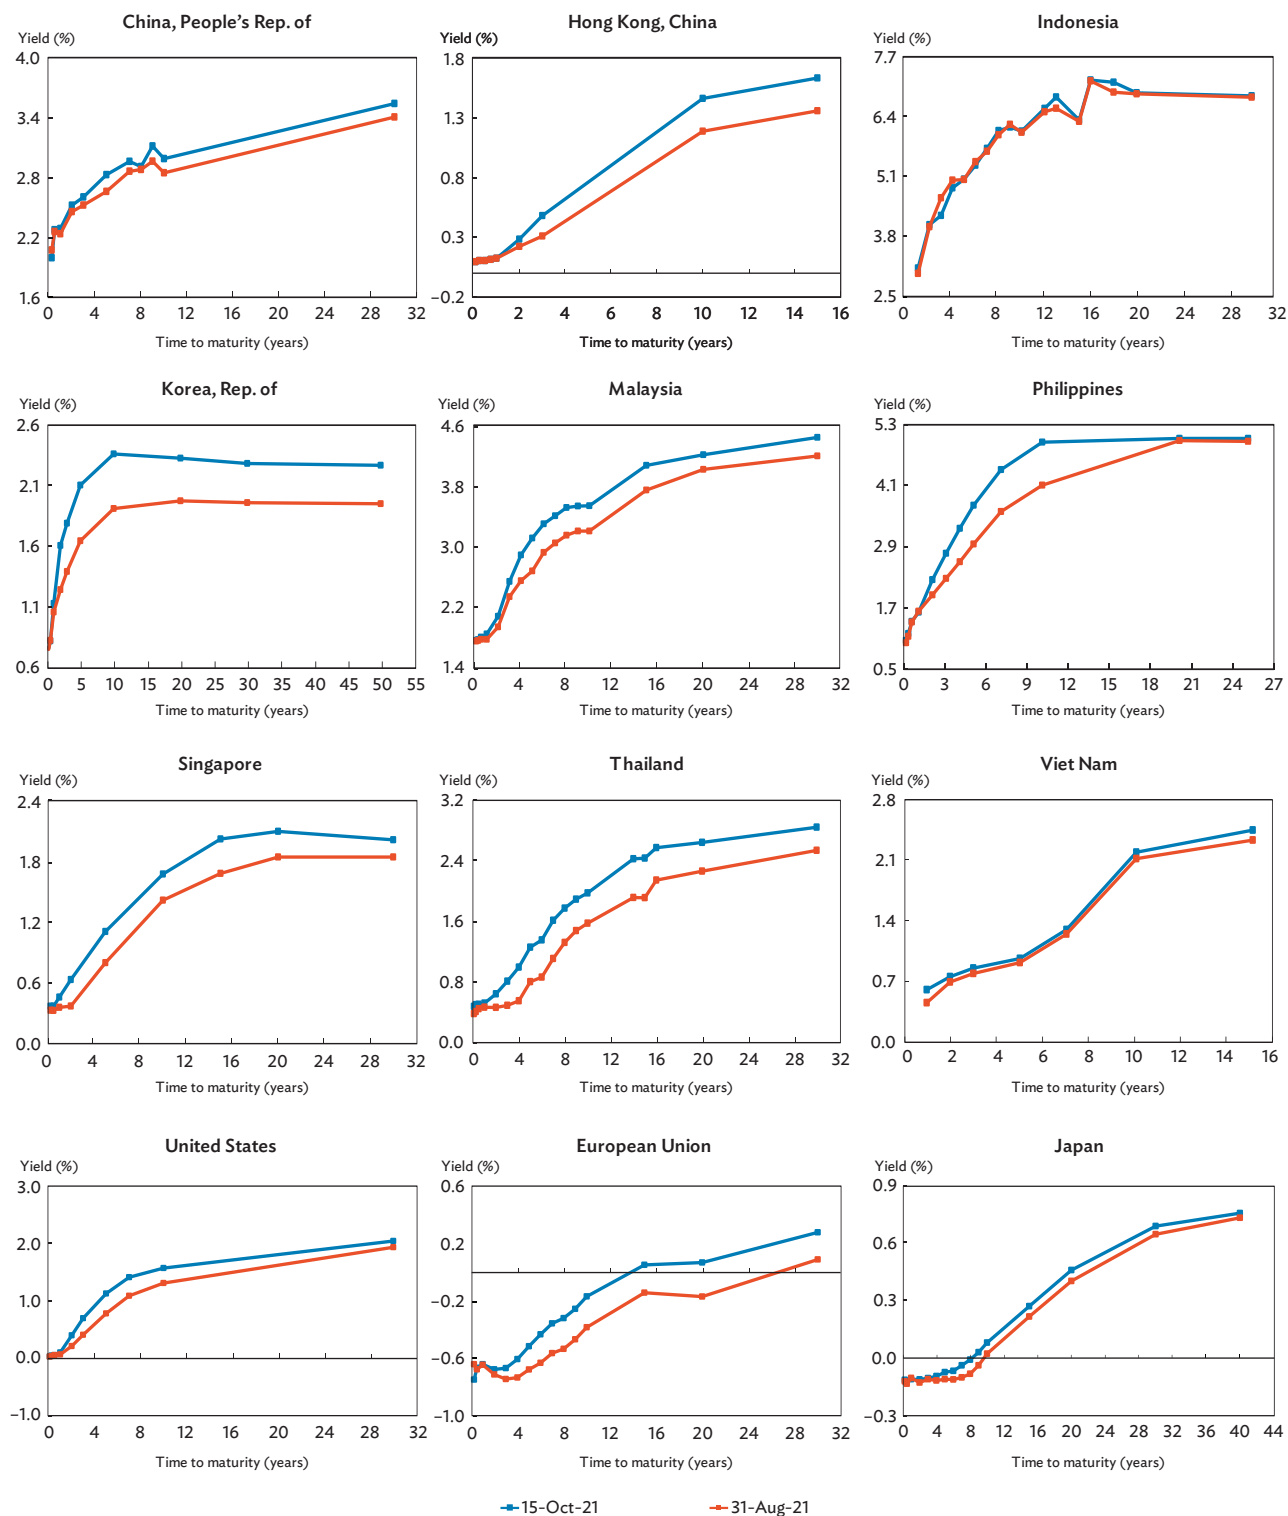 China, People's Rep. of
Yield (%)
4.0
3.4
2.8
2.2
1.6
0 4 8 12 16 20 24 28 32
Time to maturity (years)
Hong Kong, China
Yield (%)
1.8
1.3
0.8
0.3
−0.2
0 2 4 6 8 10 12 14 16
Time to maturity (years)
Indonesia
Yield (%)
7.7
6.4
5.1
3.8
2.5
0 4 8 12 16 20 24 28 32
Time to maturity (years)
Korea, Rep. of
Yield (%)
2.6
2.1
1.6
1.1
0.6
0 5 10 15 20 25 30 35 40 45 50 55
Time to maturity (years)
Malaysia
Yield (%)
4.6
3.8
3.0
2.2
1.4
0 4 8 12 16 20 24 28 32
Time to maturity (years)
Philippines
Yield (%)
5.3
4.1
2.9
1.7
0.5
0 3 6 9 12 15 18 21 24 27
Time to maturity (years)
Singapore
Yield (%)
2.4
1.8
1.2
0.6
0.0
0 4 8 12 16 20 24 28 32
Time to maturity (years)
Thailand
Yield (%)
3.2
2.4
1.6
0.8
0.0
0 4 8 12 16 20 24 28 32
Time to maturity (years)
Viet Nam
Yield (%)
2.8
2.1
1.4
0.7
0.0
0 2 4 6 8 10 12 14 16
Time to maturity (years)
United States
Yield (%)
3.0
2.0
1.0
0.0
−1.0
0 4 8 12 16 20 24 28 32
Time to maturity (years)
European Union
Yield (%)
0.6
0.2
−0.2
−0.6
−1.0
0 4 8 12 16 20 24 28 32
Time to maturity (years)
Japan
Yield (%)
0.9
0.6
0.3
0.0
−0.3
0 4 8 12 16 20 24 28 32 36 40 44
Time to maturity (years)
15-Oct-21 31-Aug-21